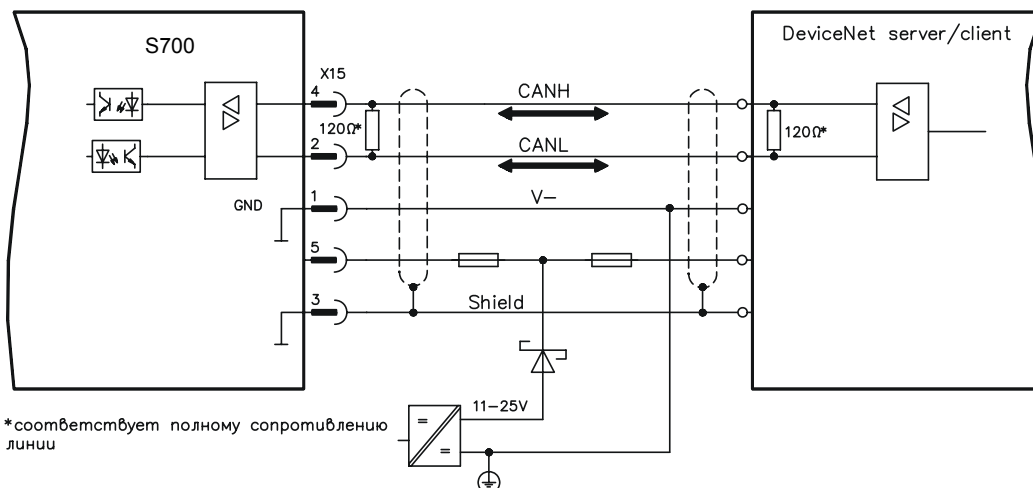 S700
DeviceNet server/client
X15
4
CANH
120Ω*
120Ω*
2
CANL
GND
1
V−
5
3
Shield
11−25V
=
=
*соответствует полному сопротивлению
линии